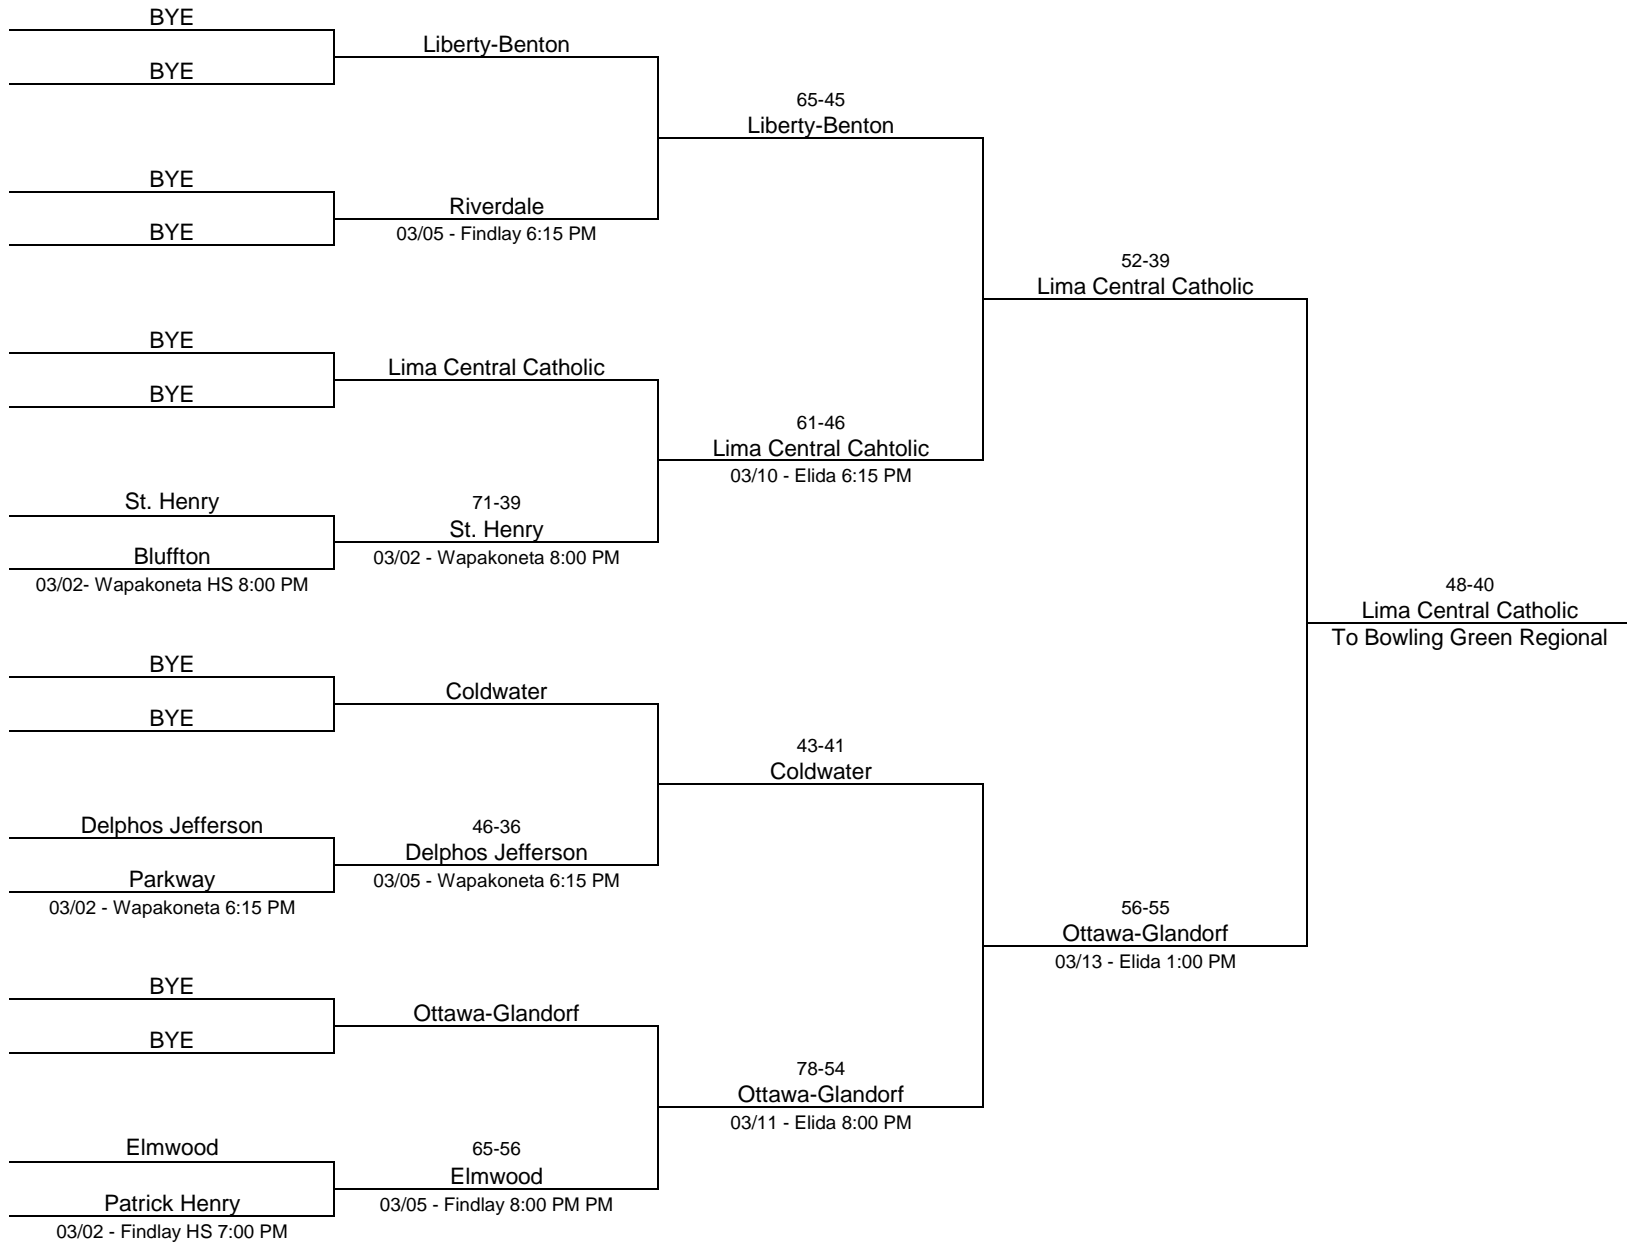 BYE
Liberty-Benton
BYE
65-45
Liberty-Benton
BYE
Riverdale
BYE
03/05 - Findlay 6:15 PM
52-39
Lima Central Catholic
BYE
Lima Central Catholic
BYE
61-46
Lima Central Cahtolic
03/10 - Elida 6:15 PM
St. Henry
71-39
St. Henry
Bluffton
03/02 - Wapakoneta 8:00 PM
03/02- Wapakoneta HS 8:00 PM
48-40
Lima Central Catholic
To Bowling Green Regional
BYE
Coldwater
BYE
43-41
Coldwater
Delphos Jefferson
46-36
Delphos Jefferson
Parkway
03/05 - Wapakoneta 6:15 PM
03/02 - Wapakoneta 6:15 PM
56-55
Ottawa-Glandorf
03/13 - Elida 1:00 PM
BYE
Ottawa-Glandorf
BYE
78-54
Ottawa-Glandorf
03/11 - Elida 8:00 PM
Elmwood
65-56
Elmwood
Patrick Henry
03/05 - Findlay 8:00 PM PM
03/02 - Findlay HS 7:00 PM